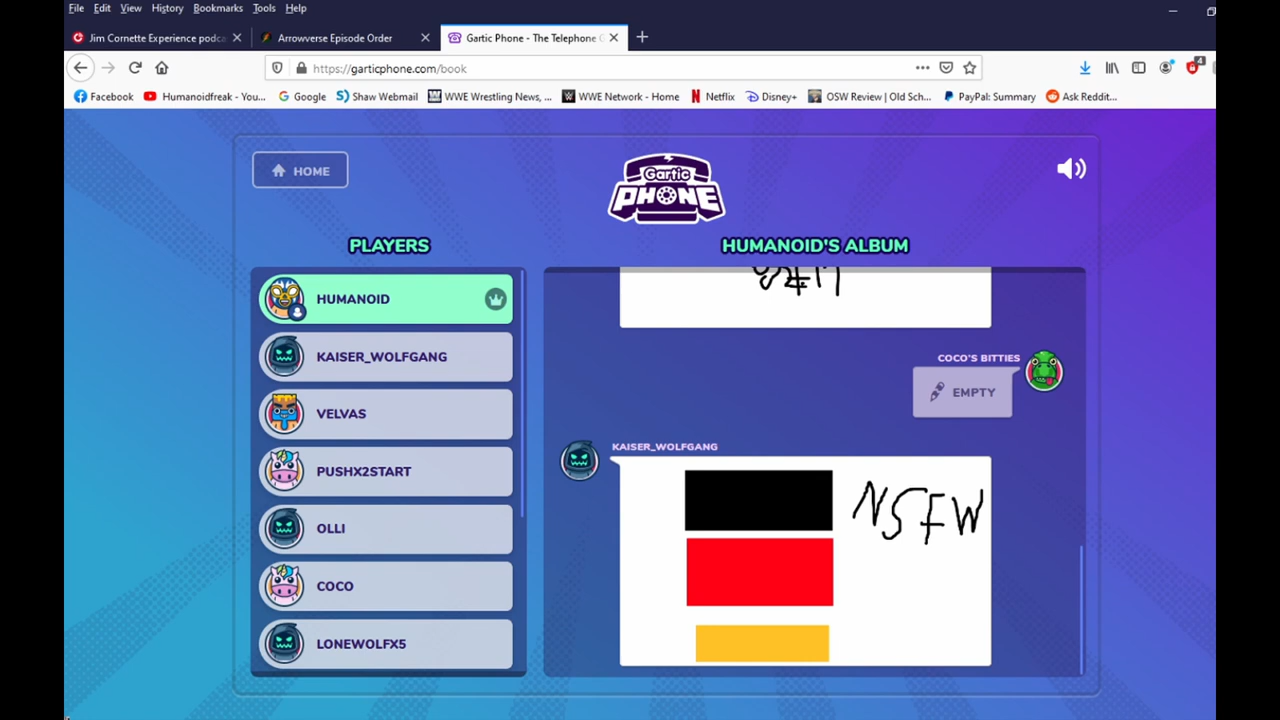 File Edit View History Bookmarks Tools Help
Jim Cornette Experience podca
Arrowverse Episode Order
Gartic Phone - The Telephone G
https://garticphone.com/book
4
Facebook
Humanoidfreak - You...
Google
Shaw Webmail
WWE Wrestling News, ...
WWE Network - Home
Netflix
Disney+
OSW Review | Old Sch...
PayPal: Summary
Ask Reddit...
HOME
Gartic
PHONE
PLAYERS
HUMANOID
KAISER_WOLFGANG
VELVAS
PUSHX2START
OLLI
COCO
LONEWOLFX5
HUMANOID'S ALBUM
COCO'S BITTIES
EMPTY
KAISER_WOLFGANG
NSFW